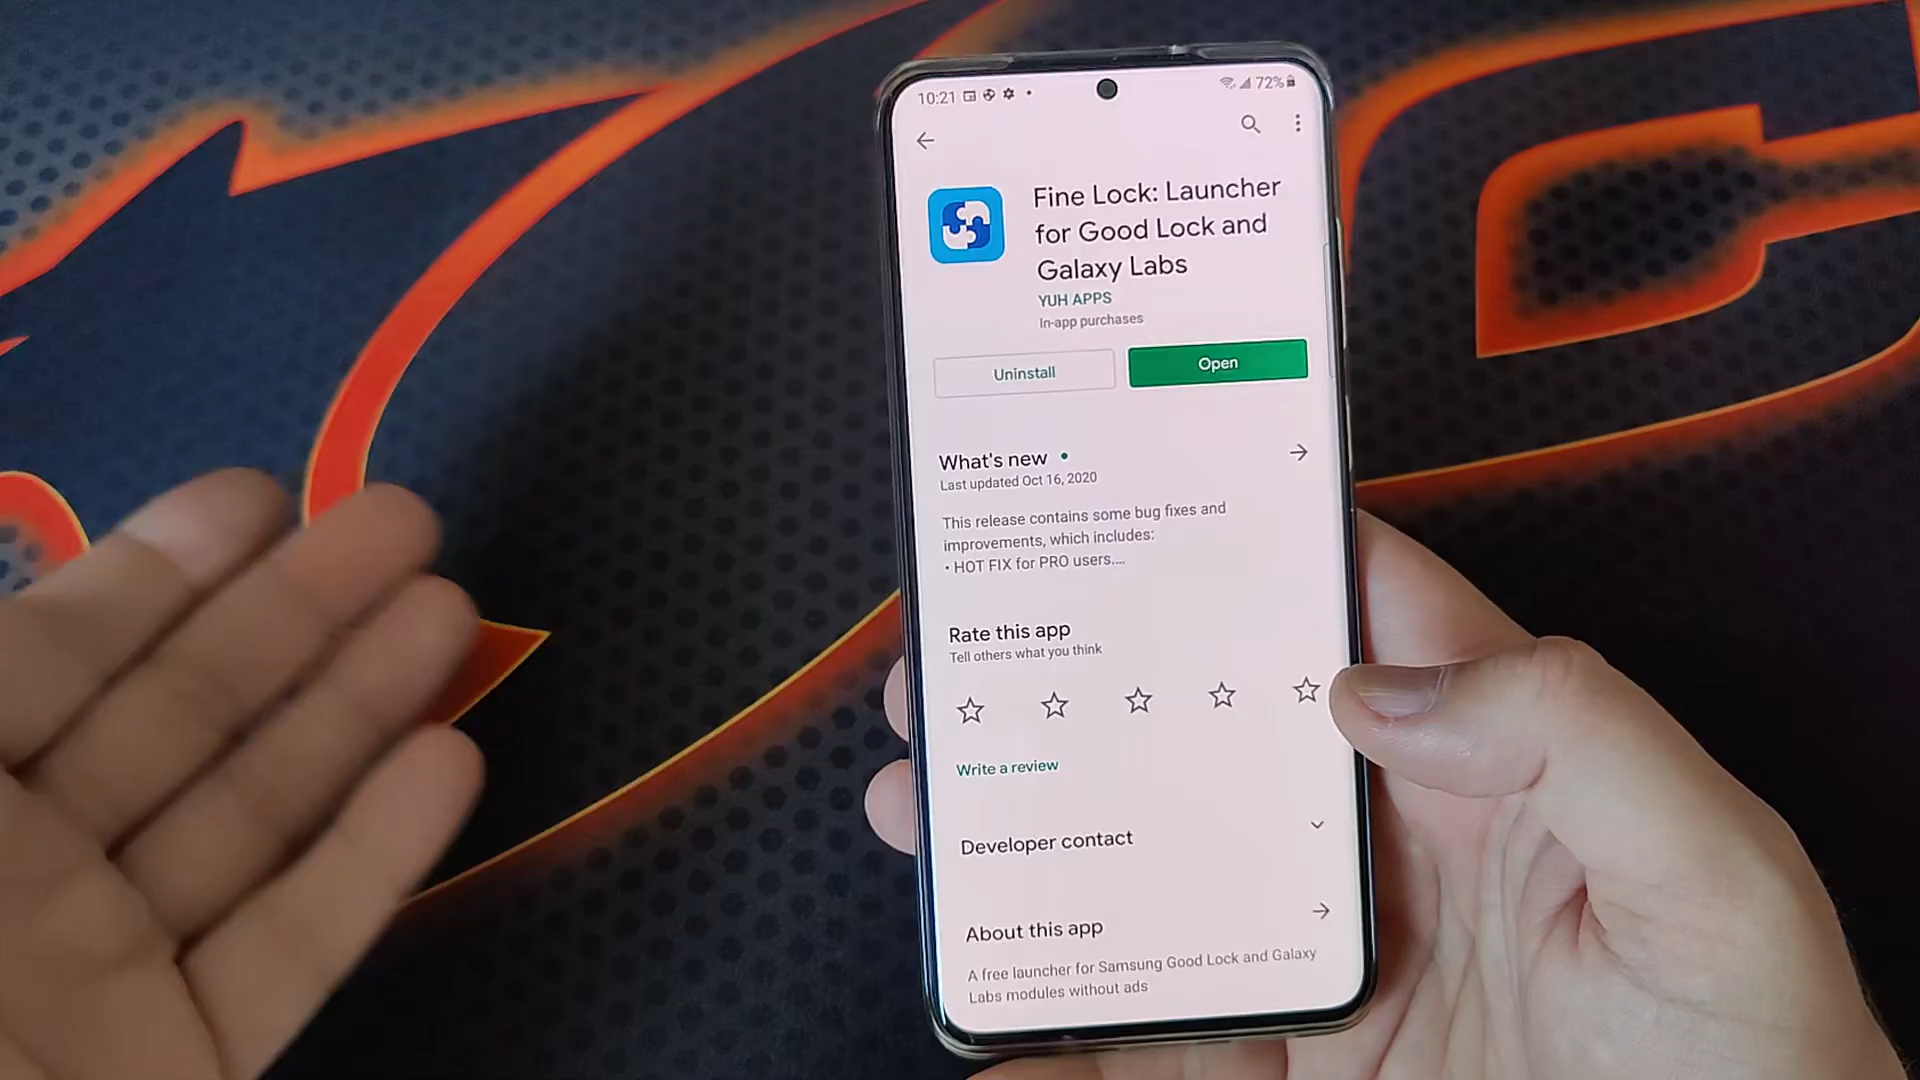 10:21
72%
Fine Lock: Launcher
for Good Lock and
Galaxy Labs
YUH APPS
In-app purchases
Uninstall
Open
What's new
Last updated Oct 16, 2020
This release contains some bug fixes and
improvements, which includes:
• HOT FIX for PRO users....
Rate this app
Tell others what you think
Write a review
Developer contact
About this app
A free launcher for Samsung Good Lock and Galaxy
Labs modules without ads